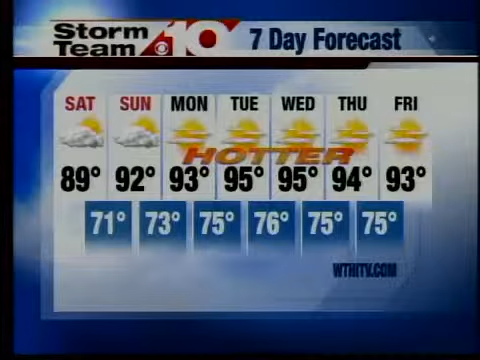 Storm
Team 10
7 Day Forecast
SAT SUN MON TUE WED THU FRI
HOTTER
89° 92° 93° 95° 95° 94° 93°
71° 73° 75° 76° 75° 75°
WTHITV.COM